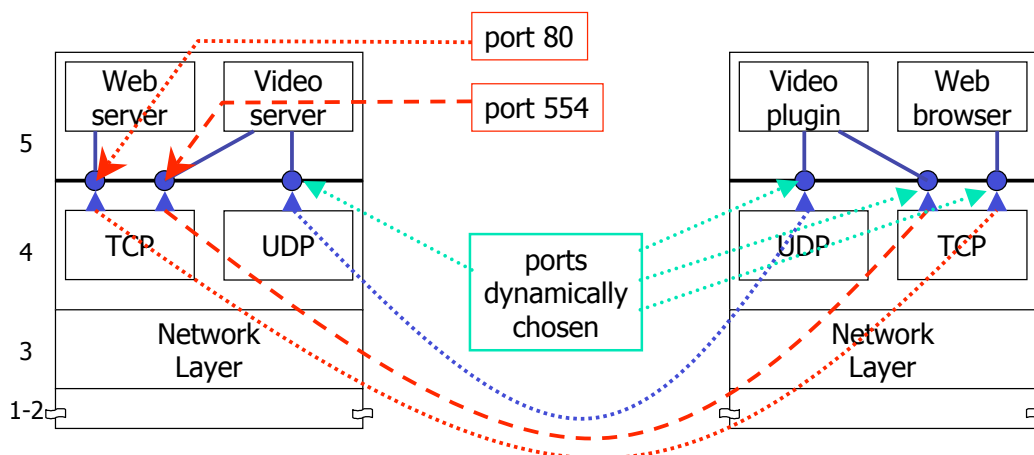 port 80
Web
server
Video
server
port 554
Video
plugin
Web
browser
5
4
TCP
UDP
ports
dynamically
chosen
UDP
TCP
3
Network
Layer
Network
Layer
1-2